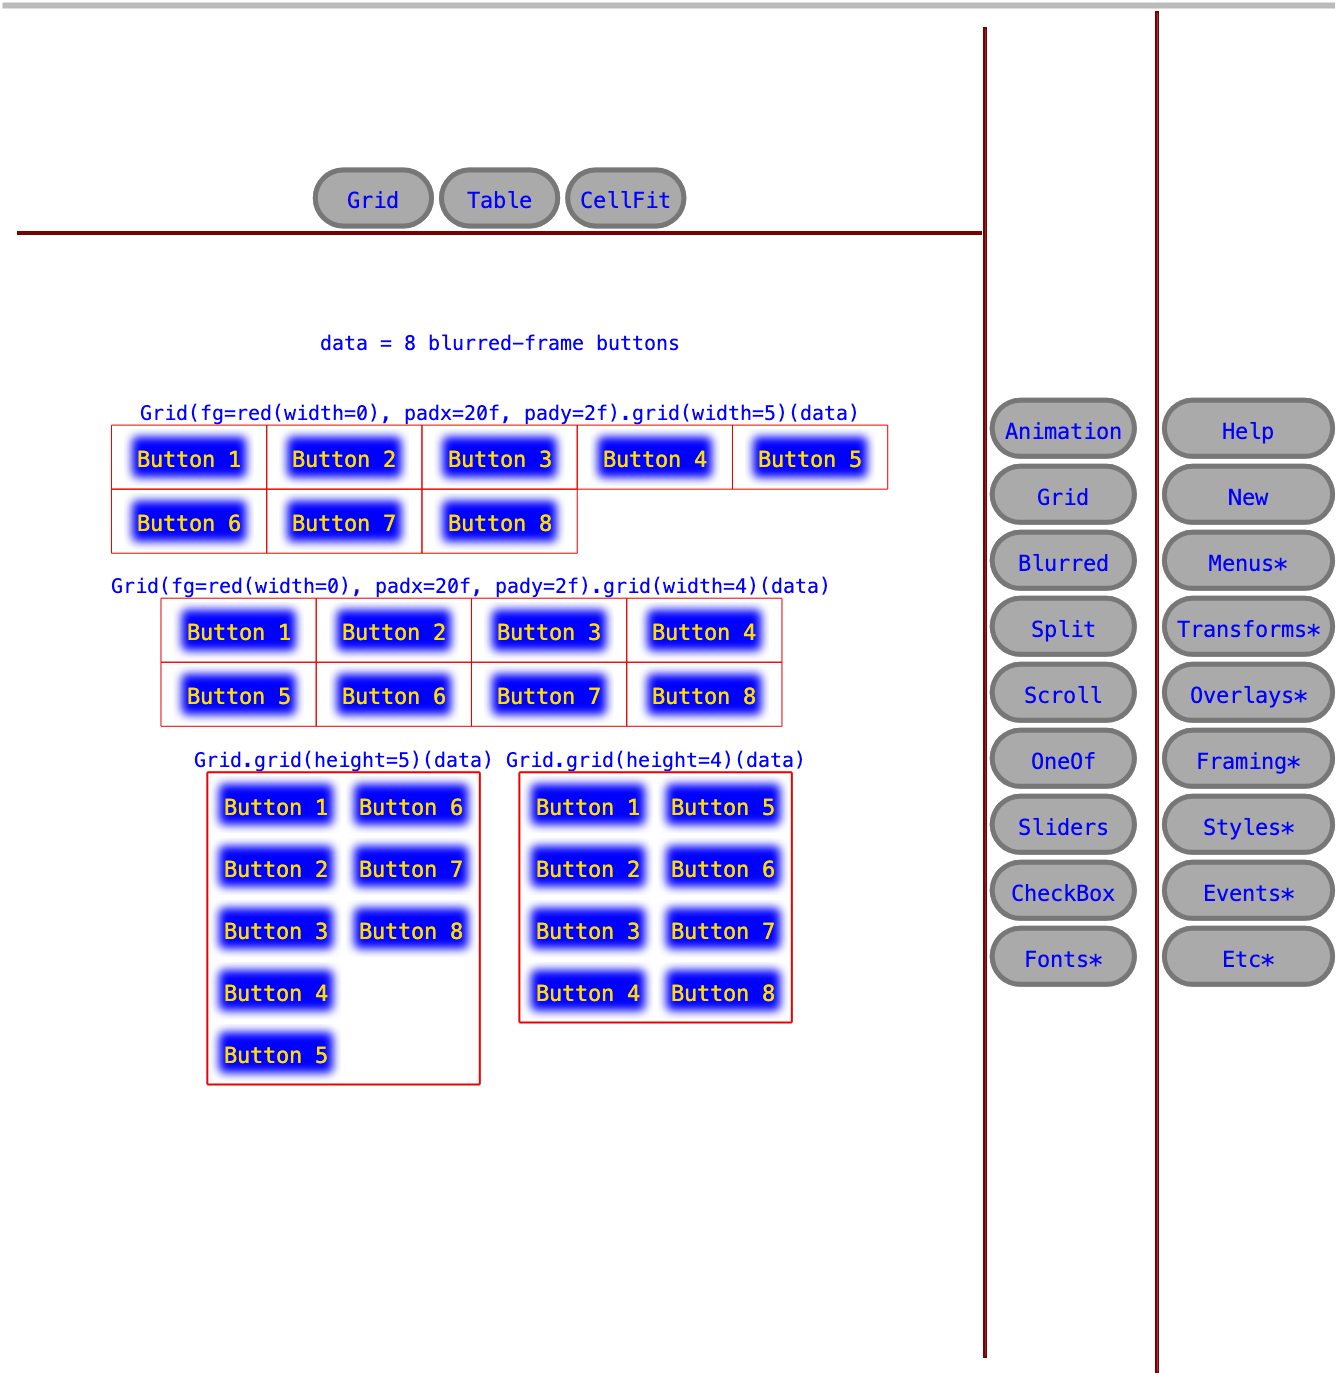 Grid Table CellFit
data = 8 blurred-frame buttons
Grid(fg=red(width=0), padx=20f, pady=2f).grid(width=5)(data)
Button 1 Button 2 Button 3 Button 4 Button 5
Button 6 Button 7 Button 8
Grid(fg=red(width=0), padx=20f, pady=2f).grid(width=4)(data)
Button 1 Button 2 Button 3 Button 4
Button 5 Button 6 Button 7 Button 8
Grid.grid(height=5)(data)
Button 1 Button 6
Button 2 Button 7
Button 3 Button 8
Button 4
Button 5
Grid.grid(height=4)(data)
Button 1 Button 5
Button 2 Button 6
Button 3 Button 7
Button 4 Button 8
Animation
Grid
Blurred
Split
Scroll
OneOf
Sliders
CheckBox
Fonts*
Help
New
Menus*
Transforms*
Overlays*
Framing*
Styles*
Events*
Etc*